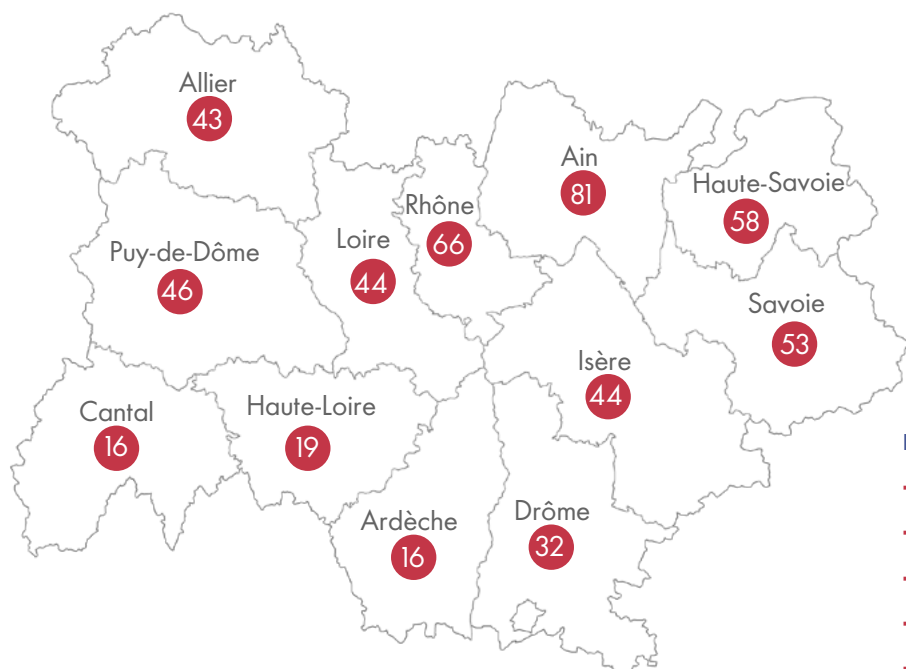 Allier
43
Ain
81
Haute-Savoie
58
Rhône
66
Loire
44
Puy-de-Dôme
46
Savoie
53
Isère
44
Cantal
16
Haute-Loire
19
Ardèche
16
Drôme
32